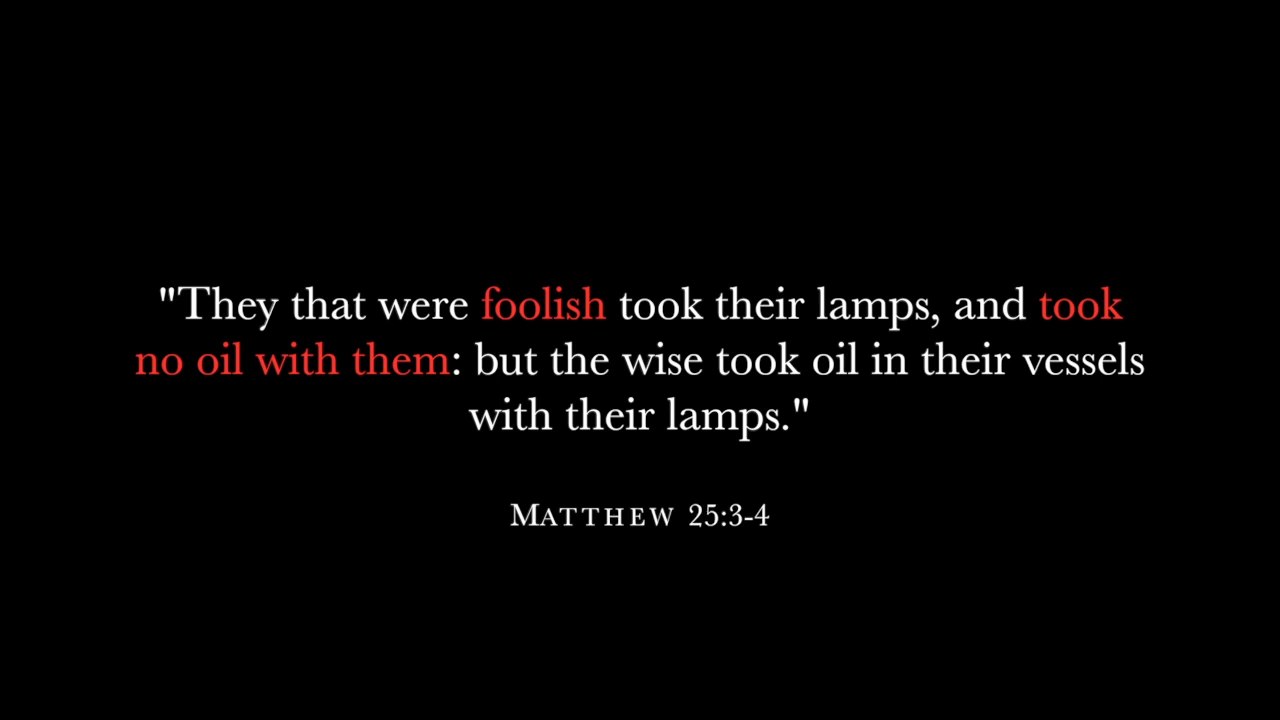 "They that were foolish took their lamps, and took
no oil with them: but the wise took oil in their vessels
with their lamps."
MATTHEW 25:3-4